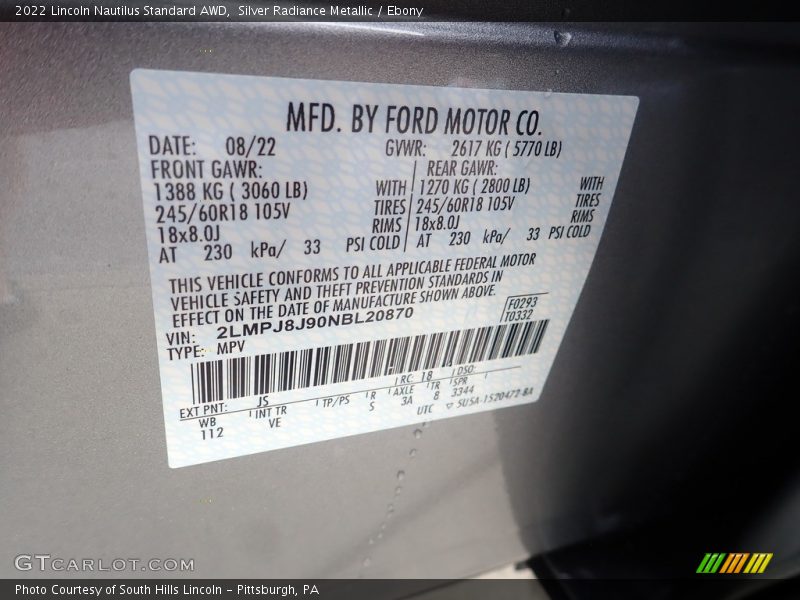 2022 Lincoln Nautilus Standard AWD,  Silver Radiance Metallic / Ebony
MFD. BY FORD MOTOR CO.
DATE: 08/22 GVWR: 2617 KG ( 5770 LB)
FRONT GAWR: REAR GAWR:
1388 KG ( 3060 LB) WITH 1270 KG ( 2800 LB) WITH
245/60R18 105V TIRES 245/60R18 105V TIRES
18x8.0J RIMS 18x8.0J RIMS
AT 230 kPa/ 33 PSI COLD AT 230 kPa/ 33 PSI COLD
THIS VEHICLE CONFORMS TO ALL APPLICABLE FEDERAL MOTOR
VEHICLE SAFETY AND THEFT PREVENTION STANDARDS IN
EFFECT ON THE DATE OF MANUFACTURE SHOWN ABOVE.
VIN: 2LMPJ8J90NBL20870 F0293
TYPE: MPV T0332
EXT PNT: JS RC: 18 DSO:
WB INT TR TP/PS R AXLE TR SPR
112 VE S 3A 8 3344
UTC ▽ 5U5A-1520472-BA
GTCARLOT.COM
Photo Courtesy of South Hills Lincoln - Pittsburgh, PA